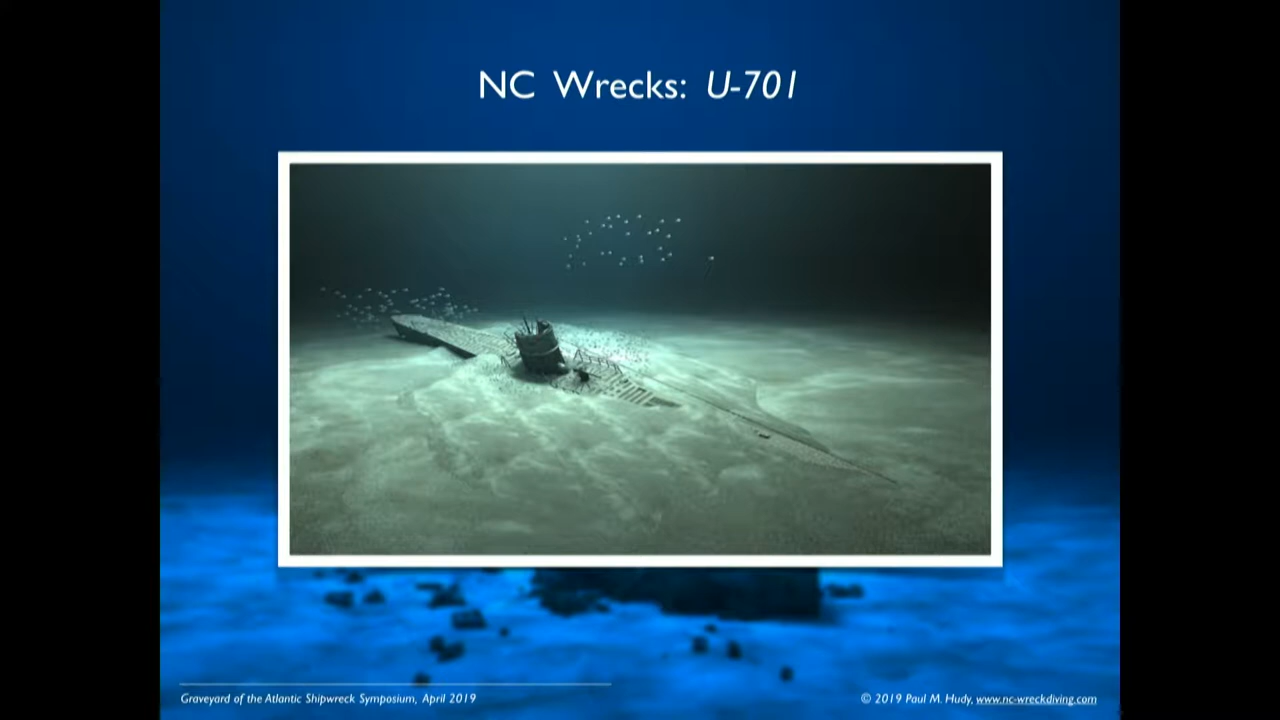 NC Wrecks: U-701
Graveyard of the Atlantic Shipwreck Symposium, April 2019
© 2019 Paul M. Hudy, www.nc-wreckdiving.com